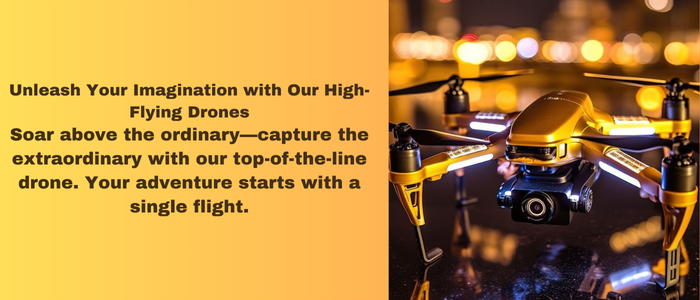 Unleash Your Imagination with Our High-
Flying Drones
Soar above the ordinary—capture the
extraordinary with our top-of-the-line
drone. Your adventure starts with a
single flight.